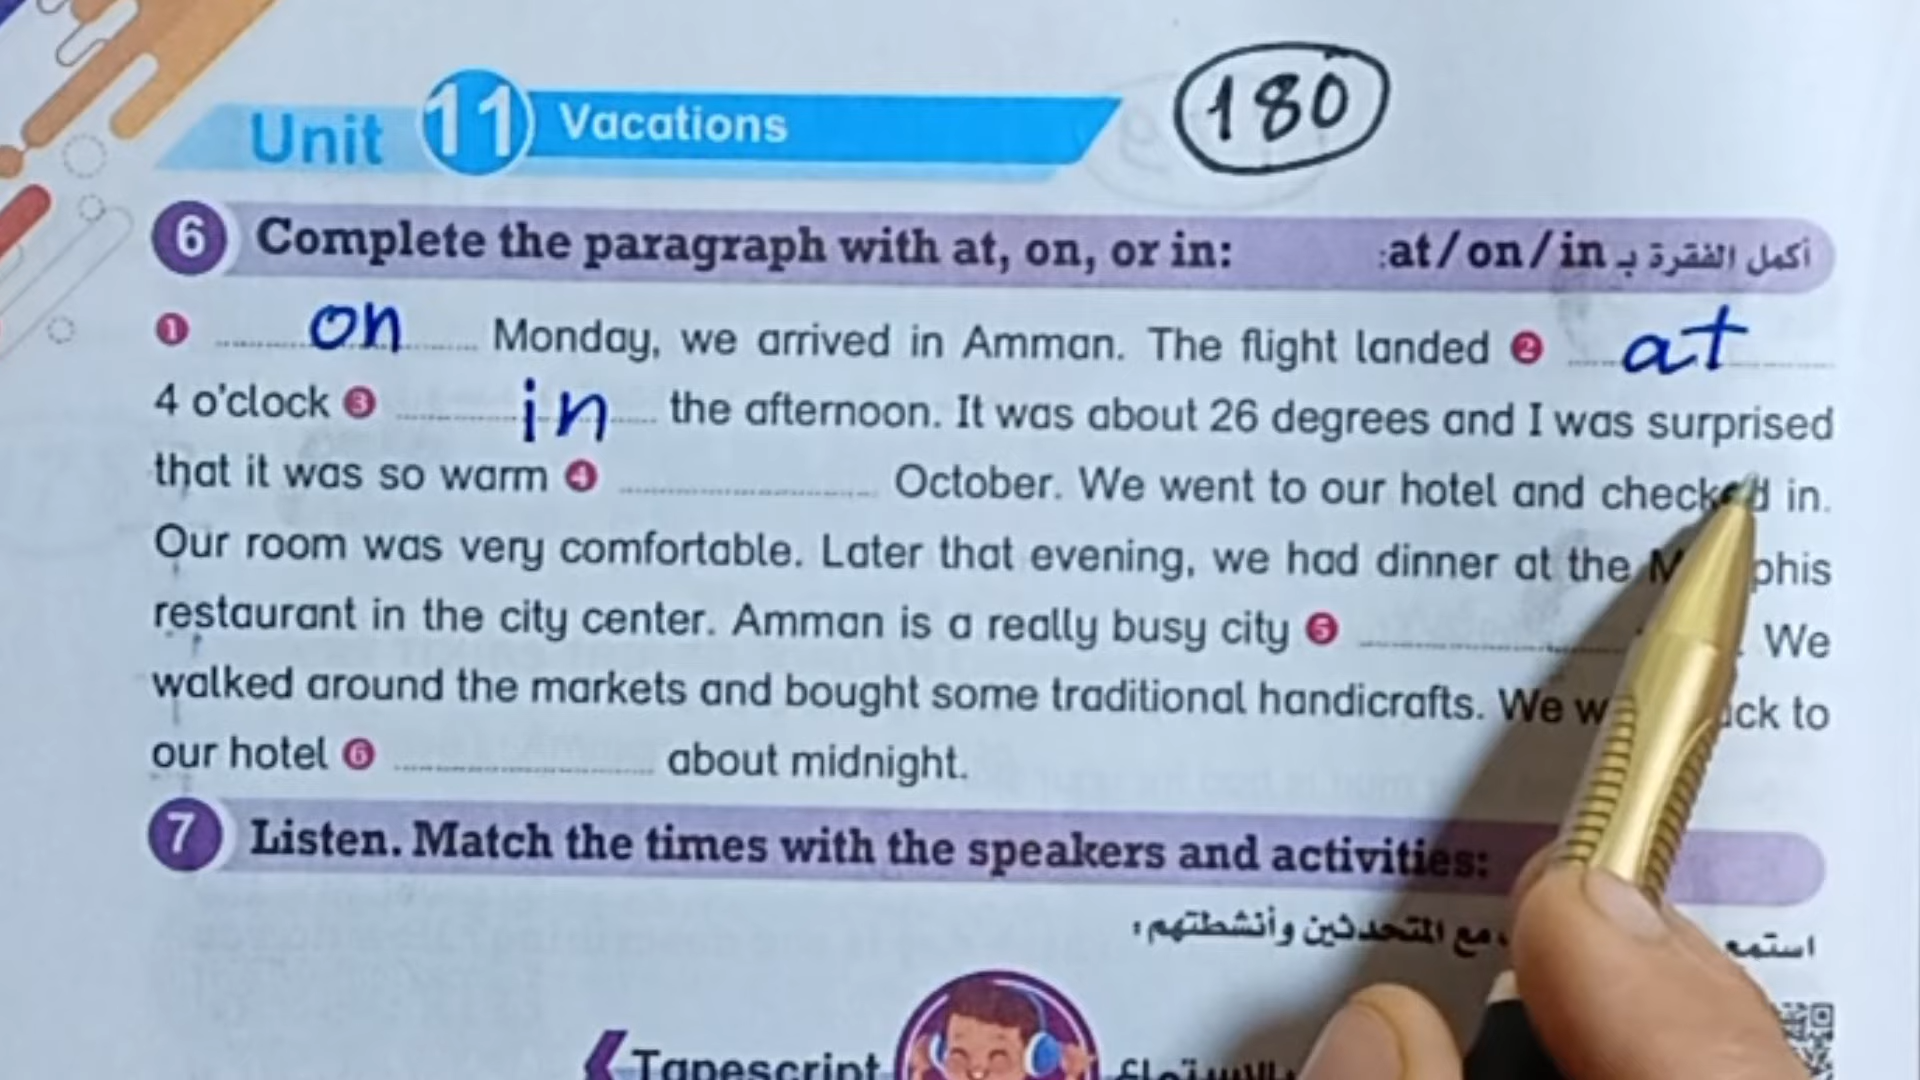 Unit 11 Vacations
180
6 Complete the paragraph with at, on, or in: أكمل الفقرة بـ at/on/in:
1 on Monday, we arrived in Amman. The flight landed 2 at
4 o'clock 3 in the afternoon. It was about 26 degrees and I was surprised
that it was so warm 4 October. We went to our hotel and checked in.
Our room was very comfortable. Later that evening, we had dinner at the
restaurant in the city center. Amman is a really busy city 5 . We
walked around the markets and bought some traditional handicrafts. We to
our hotel 6 about midnight.
7 Listen. Match the times with the speakers and activities:
استمع مع المتحدثين وأنشطتهم:
Tapescript